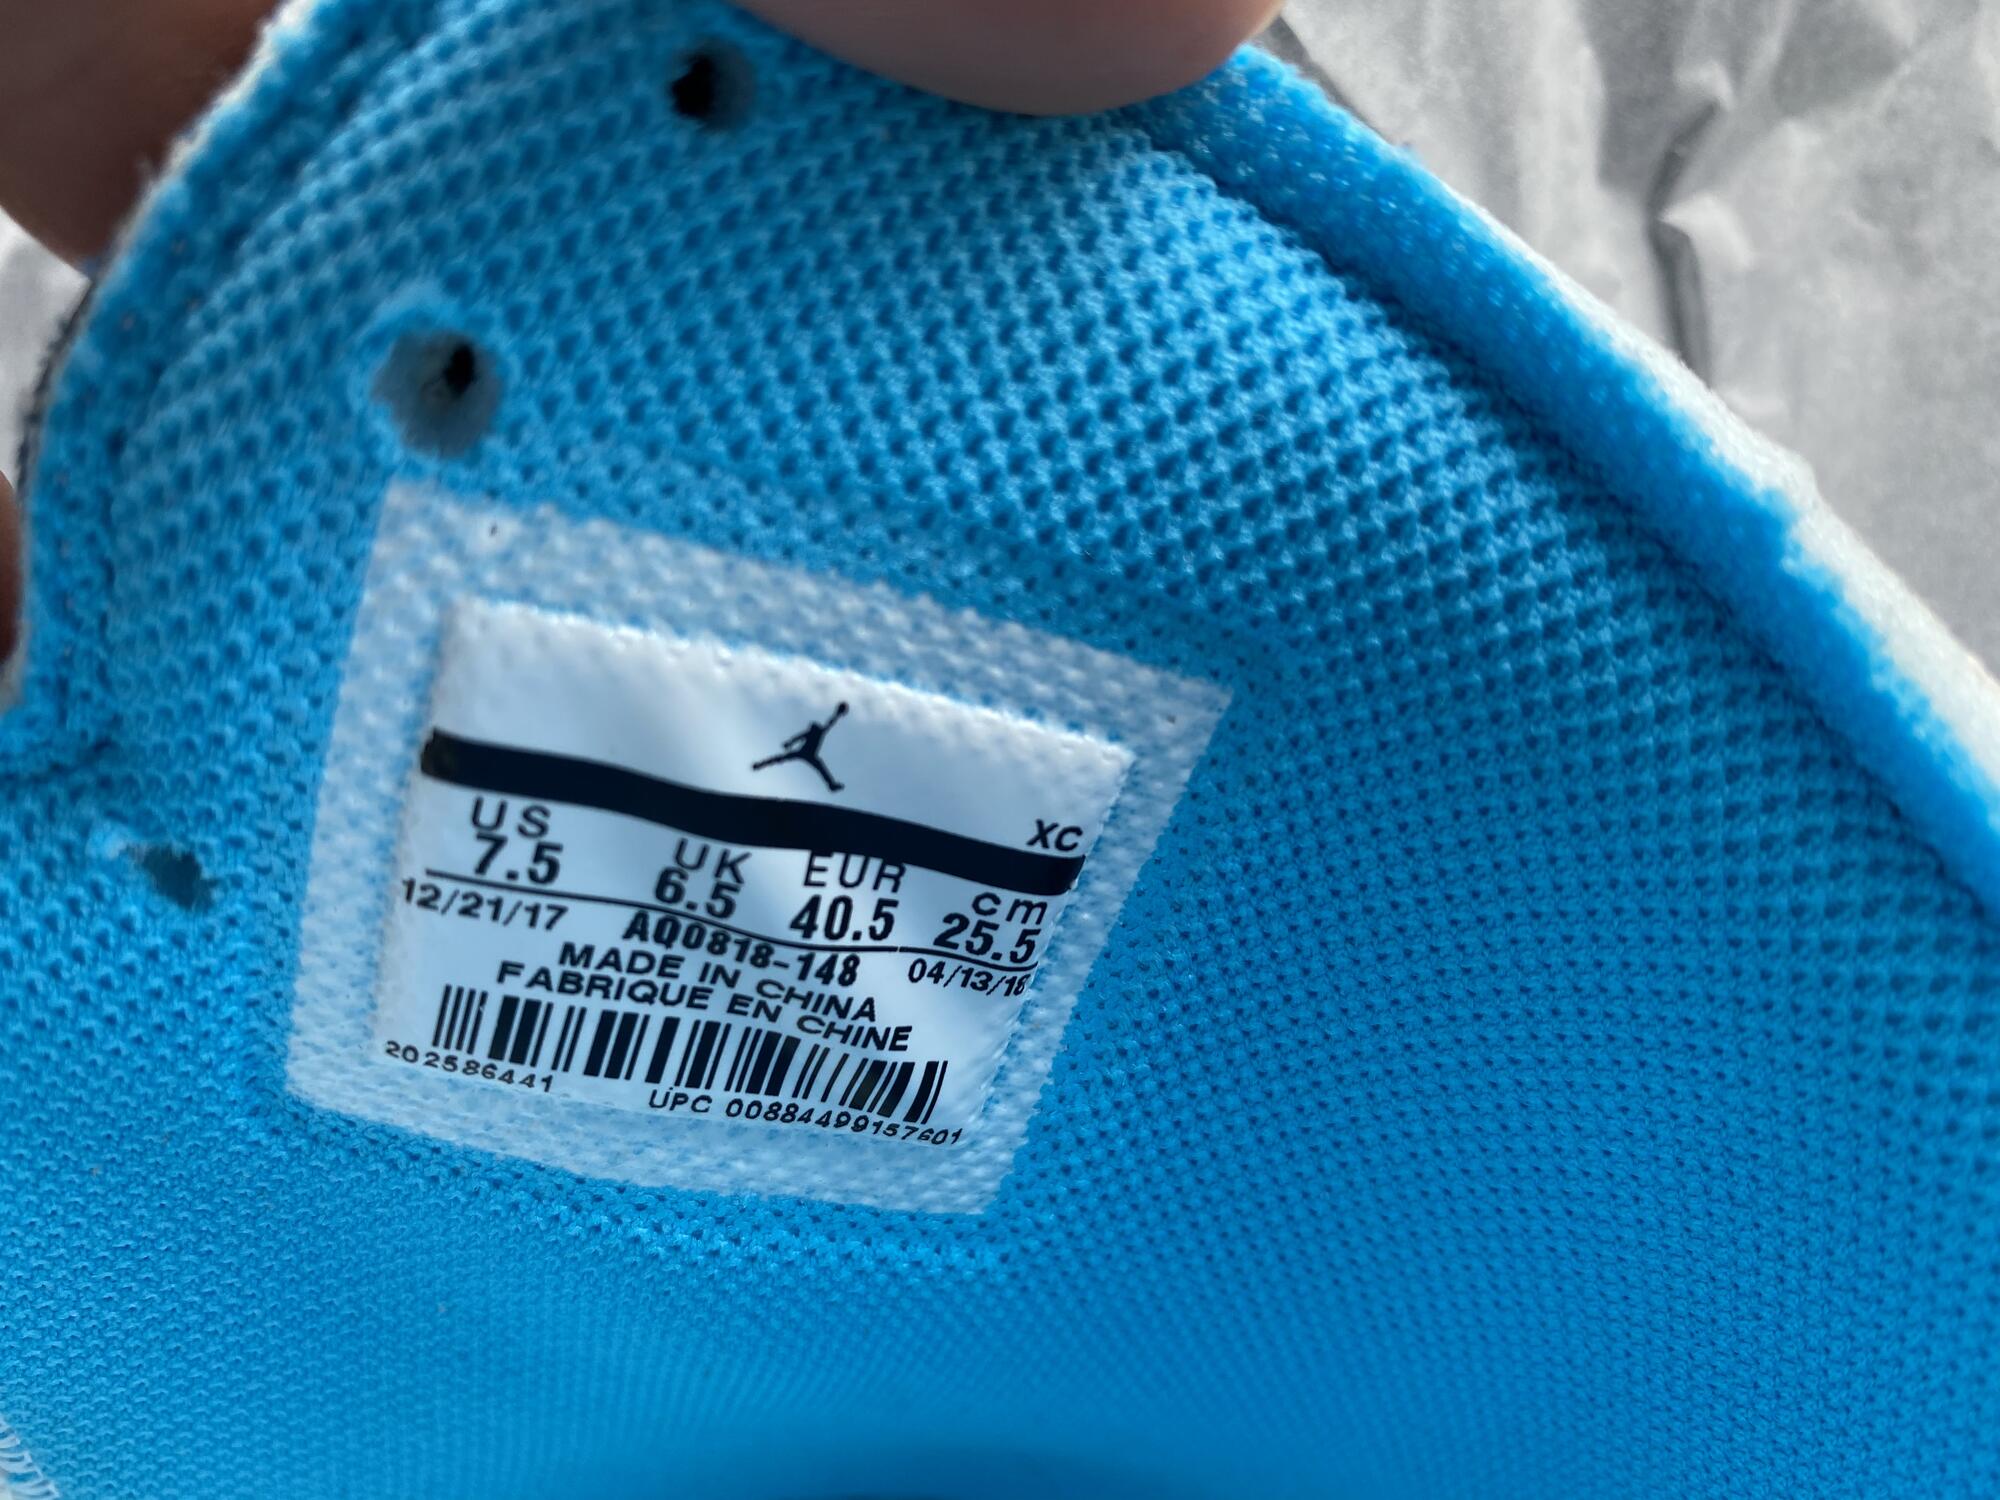 XC
US UK EUR cm
7.5 6.5 40.5 25.5
12/21/17 AQ0818-148 04/13/18
MADE IN CHINA
FABRIQUE EN CHINE
202586441 UPC 00884499157601